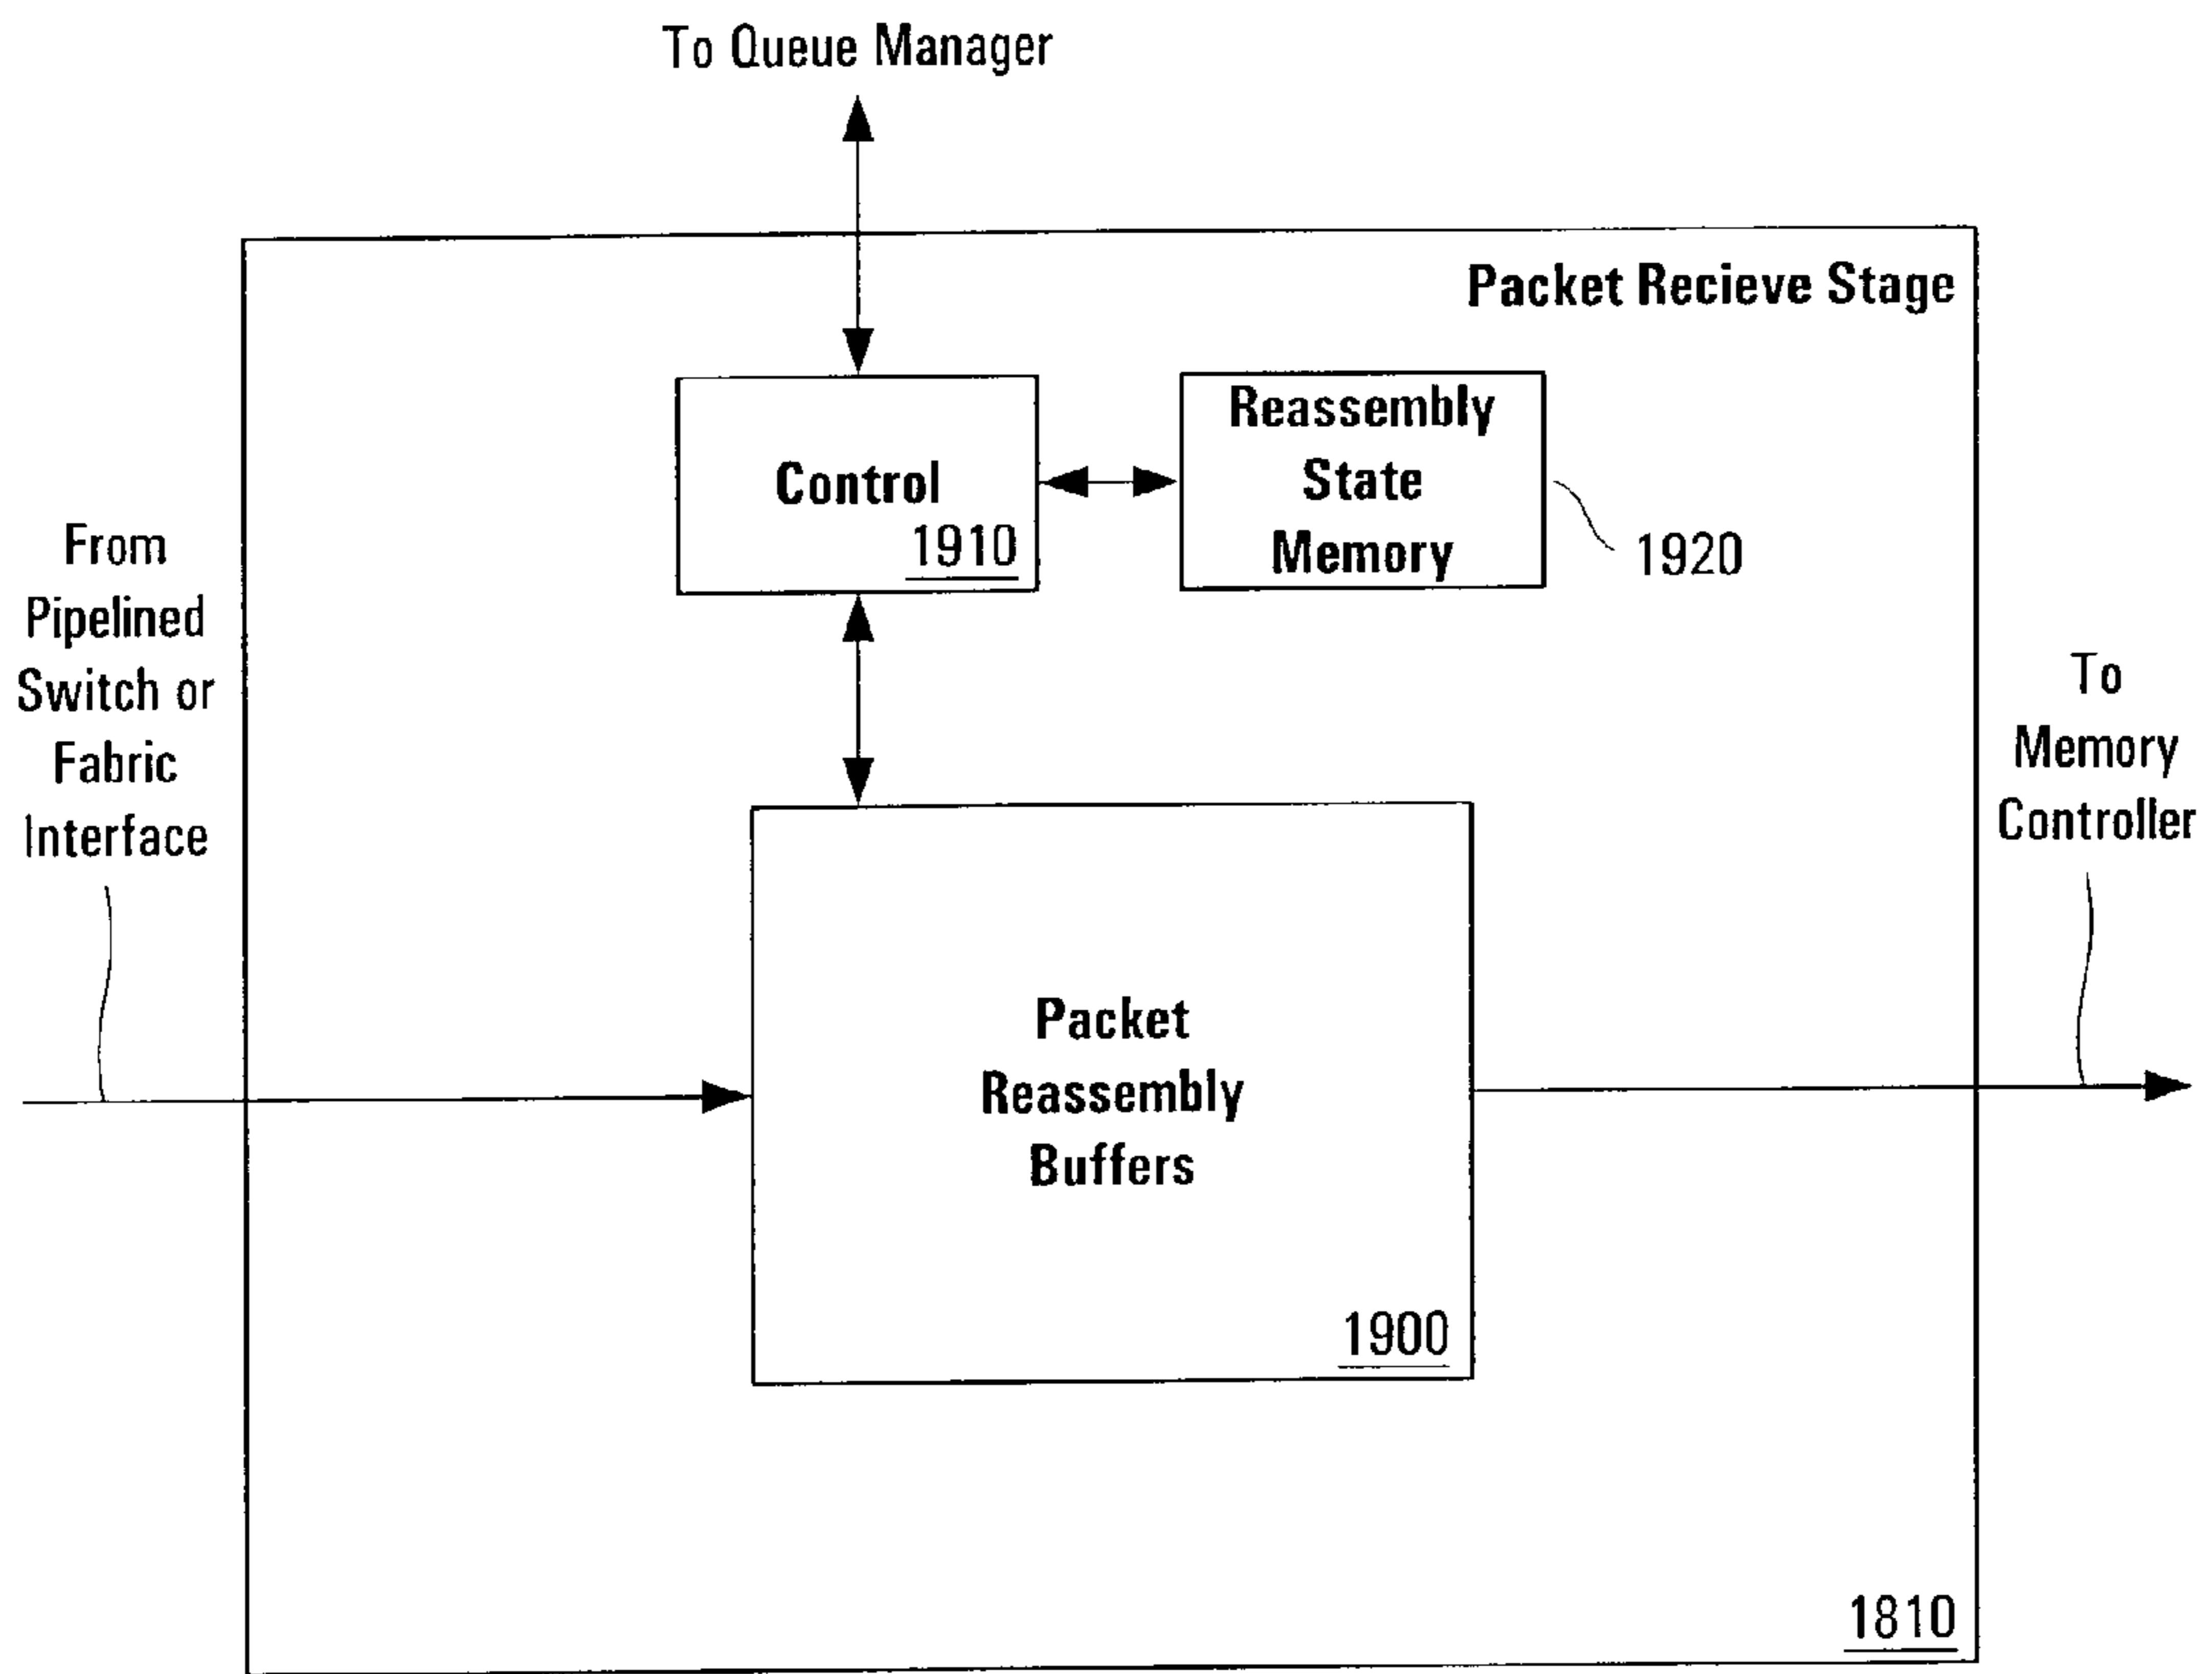 To Queue Manager
Packet Recieve Stage
Control
1910
Reassembly
State
Memory
1920
From
Pipelined
Switch or
Fabric
Interface
To
Memory
Controller
Packet
Reassembly
Buffers
1900
1810